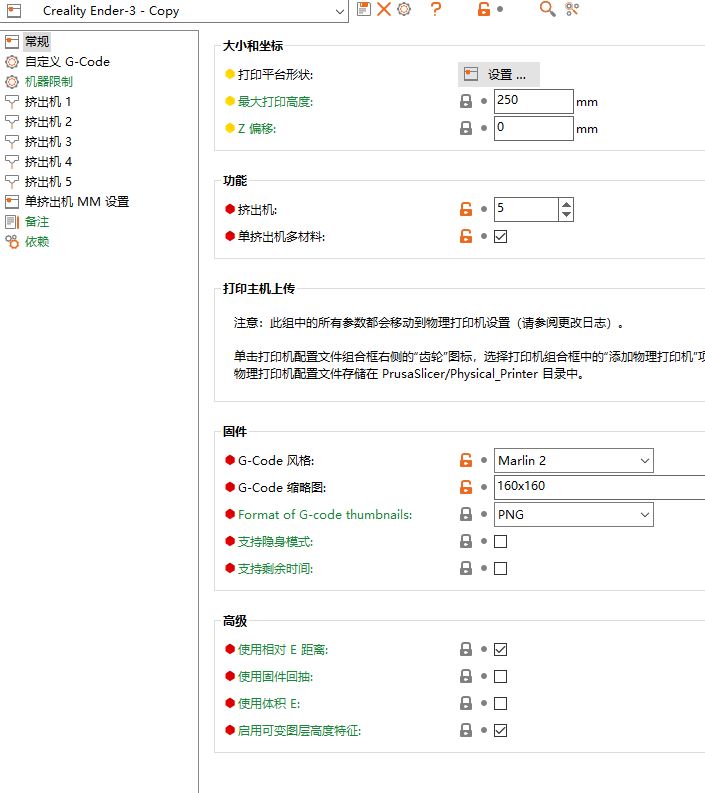 Creality Ender-3 - Copy
常规
自定义 G-Code
机器限制
挤出机 1
挤出机 2
挤出机 3
挤出机 4
挤出机 5
单挤出机 MM 设置
备注
依赖
大小和坐标
打印平台形状:
设置 ...
最大打印高度:
250 mm
Z 偏移:
0 mm
功能
挤出机:
5
单挤出机多材料:
打印主机上传
注意：此组中的所有参数都会移动到物理打印机设置（请参阅更改日志）。
单击打印机配置文件组合框右侧的“齿轮”图标，选择打印机组合框中的“添加物理打印机”项
物理打印机配置文件存储在 PrusaSlicer/Physical_Printer 目录中。
固件
G-Code 风格:
Marlin 2
G-Code 缩略图:
160x160
Format of G-code thumbnails:
PNG
支持隐身模式:
支持剩余时间:
高级
使用相对 E 距离:
使用固件回抽:
使用体积 E:
启用可变图层高度特征: